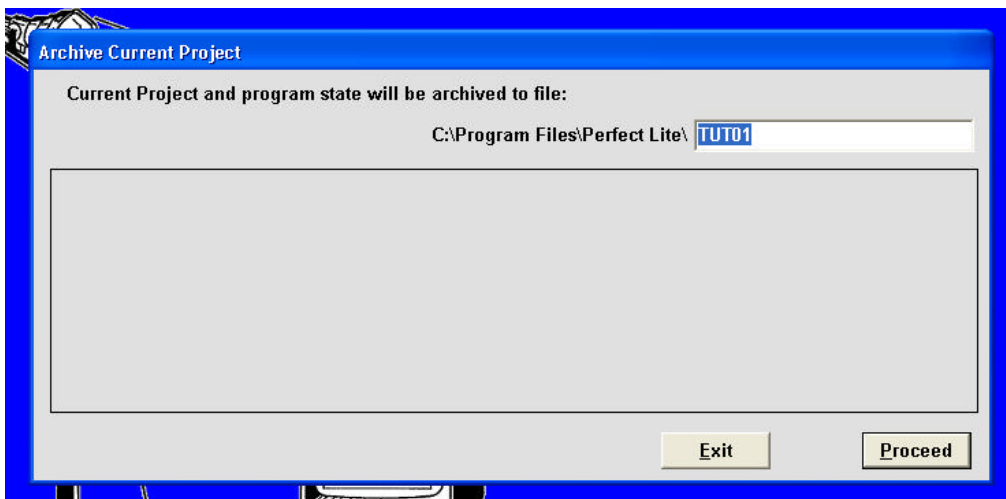 Archive Current Project
Current Project and program state will be archived to file:
C:\Program Files\Perfect Lite\ TUT01
Exit Proceed